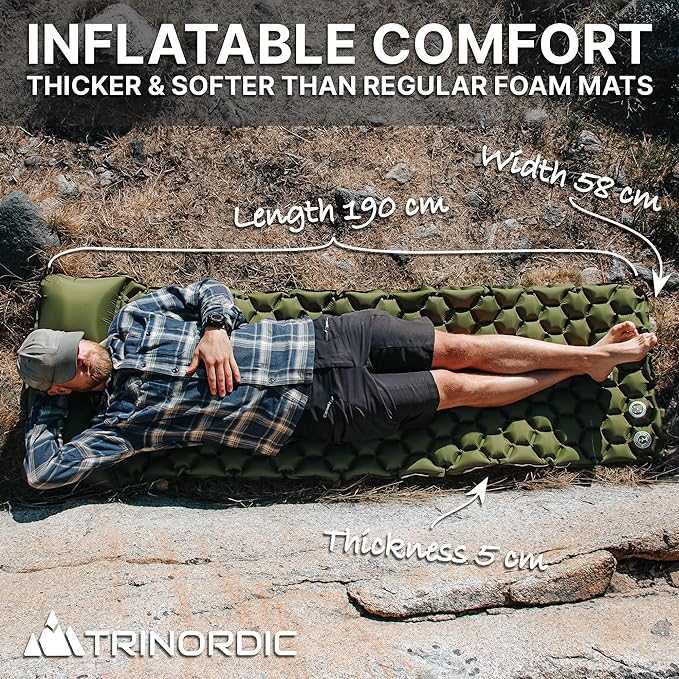 INFLATABLE COMFORT
THICKER & SOFTER THAN REGULAR FOAM MATS
Width 58 cm
Length 190 cm
Thickness 5 cm
TRINORDIC